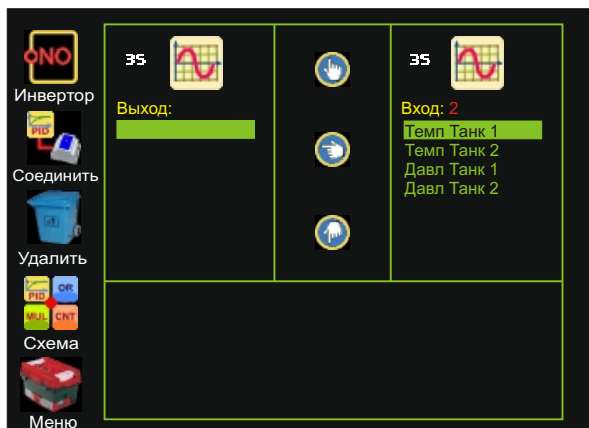 NO
Инвертор
PID
Соединить
Удалить
PID OR
MUL CNT
Схема
Меню
35
Выход:
35
Вход: 2
Темп Танк 1
Темп Танк 2
Давл Танк 1
Давл Танк 2